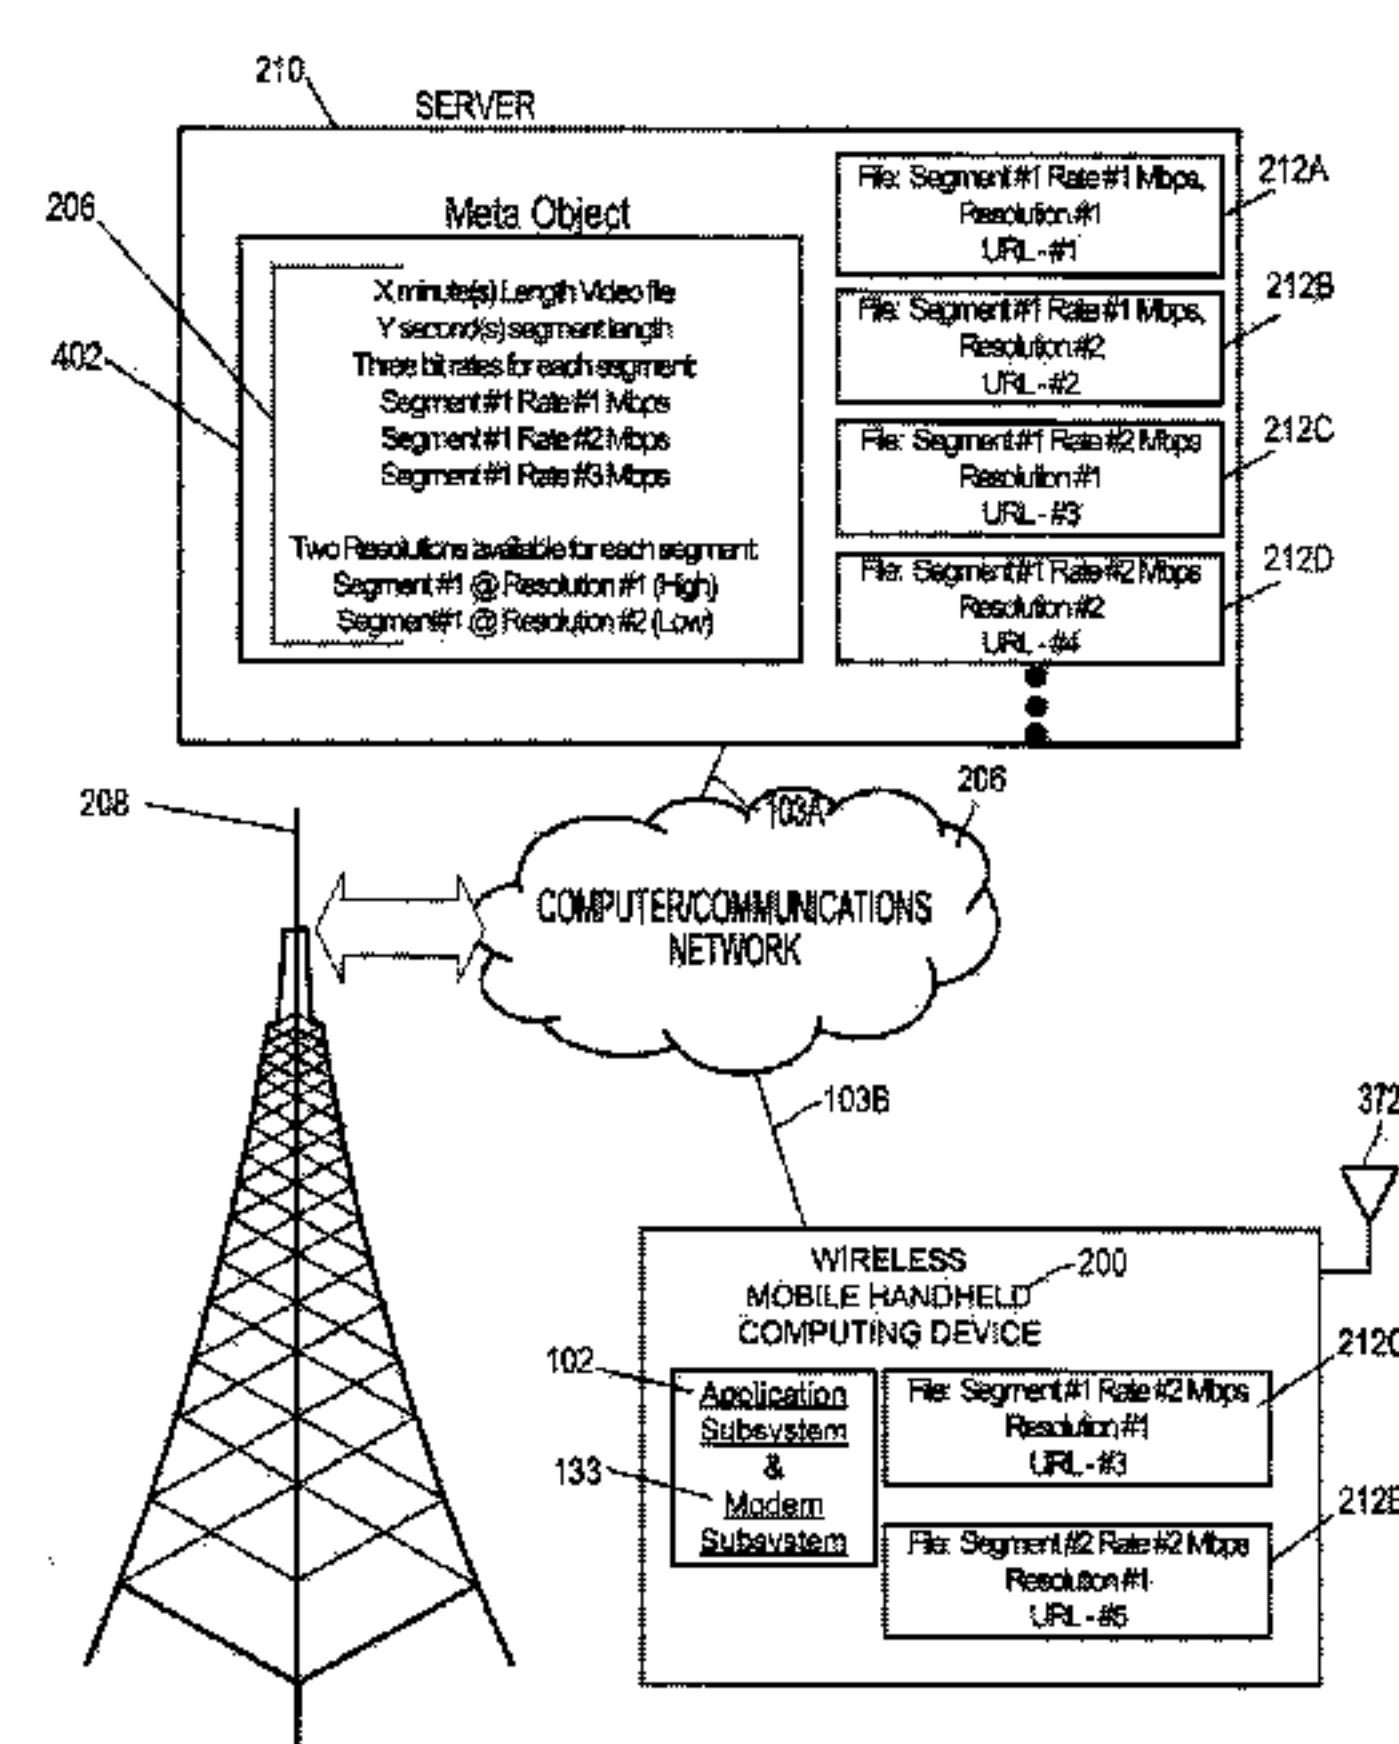 210
SERVER
206
402
Meta Object
X minute(s) Length Video file
Y second(s) segment length
Three bit rates for each segment:
Segment #1 Rate #1 Mbps
Segment #1 Rate #2 Mbps
Segment #1 Rate #3 Mbps
Two Resolutions available for each segment:
Segment #1 @ Resolution #1 (High)
Segment #1 @ Resolution #2 (Low)
File: Segment #1 Rate #1 Mbps,
Resolution #1
URL - #1
212A
File: Segment #1 Rate #1 Mbps,
Resolution #2
URL - #2
212B
File: Segment #1 Rate #2 Mbps
Resolution #1
URL - #3
212C
File: Segment #1 Rate #2 Mbps
Resolution #2
URL - #4
212D
208
103A
206
COMPUTER/COMMUNICATIONS
NETWORK
103B
372
WIRELESS
MOBILE HANDHELD
COMPUTING DEVICE
200
102
Application
Subsystem
&
133
Modem
Subsystem
File: Segment #1 Rate #2 Mbps
Resolution #1
URL - #3
212C
File: Segment #2 Rate #2 Mbps
Resolution #1
URL - #5
212E